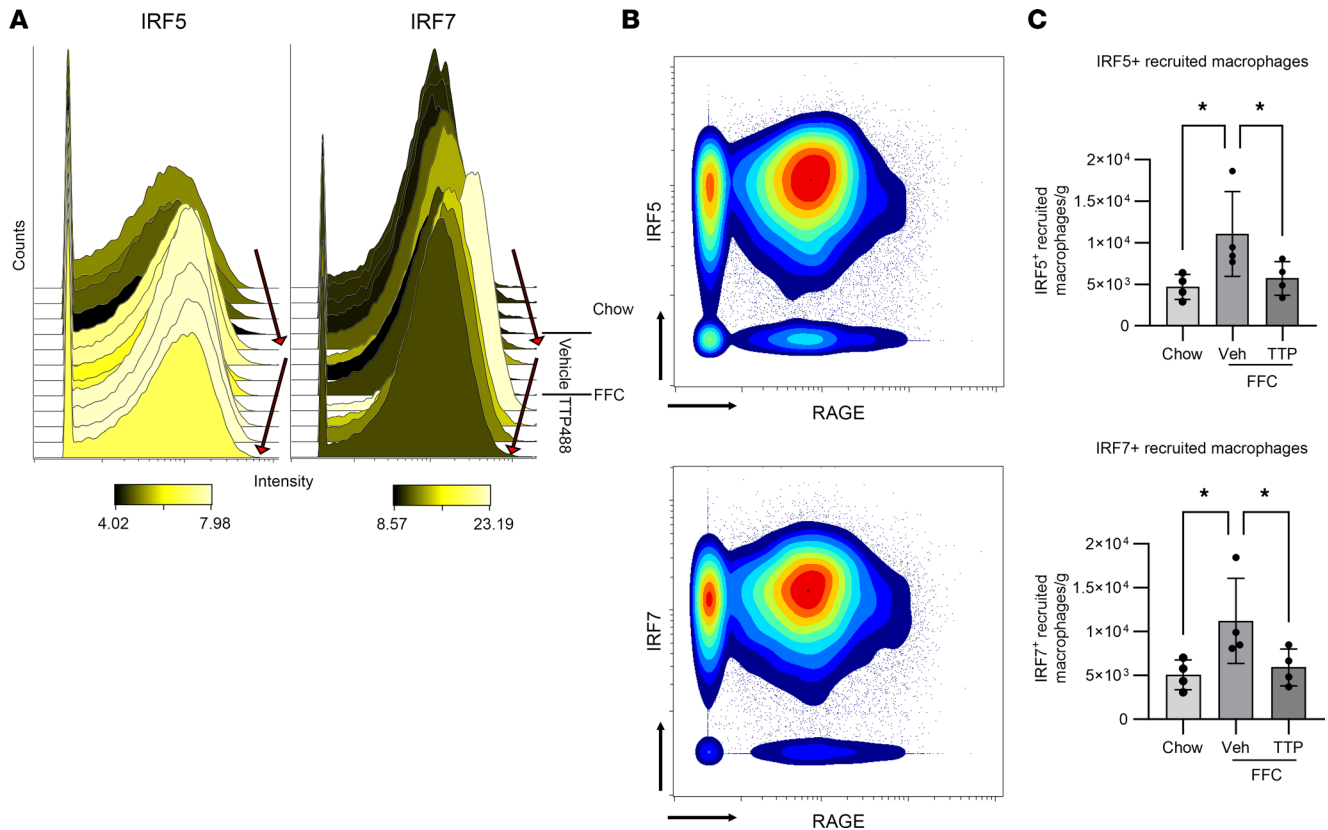 A
IRF5
IRF7
Counts
Chow
Vehicle
FFC
TTP488
Intensity
4.02
7.98
8.57
23.19
B
IRF5
RAGE
IRF7
RAGE
C
IRF5+ recruited macrophages
*
*
IRF5⁺ recruited
macrophages/g
2×10⁴
1.5×10⁴
1×10⁴
5×10³
0
Chow
Veh
TTP
FFC
IRF7+ recruited macrophages
*
*
IRF7⁺ recruited
macrophages/g
2×10⁴
1.5×10⁴
1×10⁴
5×10³
0
Chow
Veh
TTP
FFC